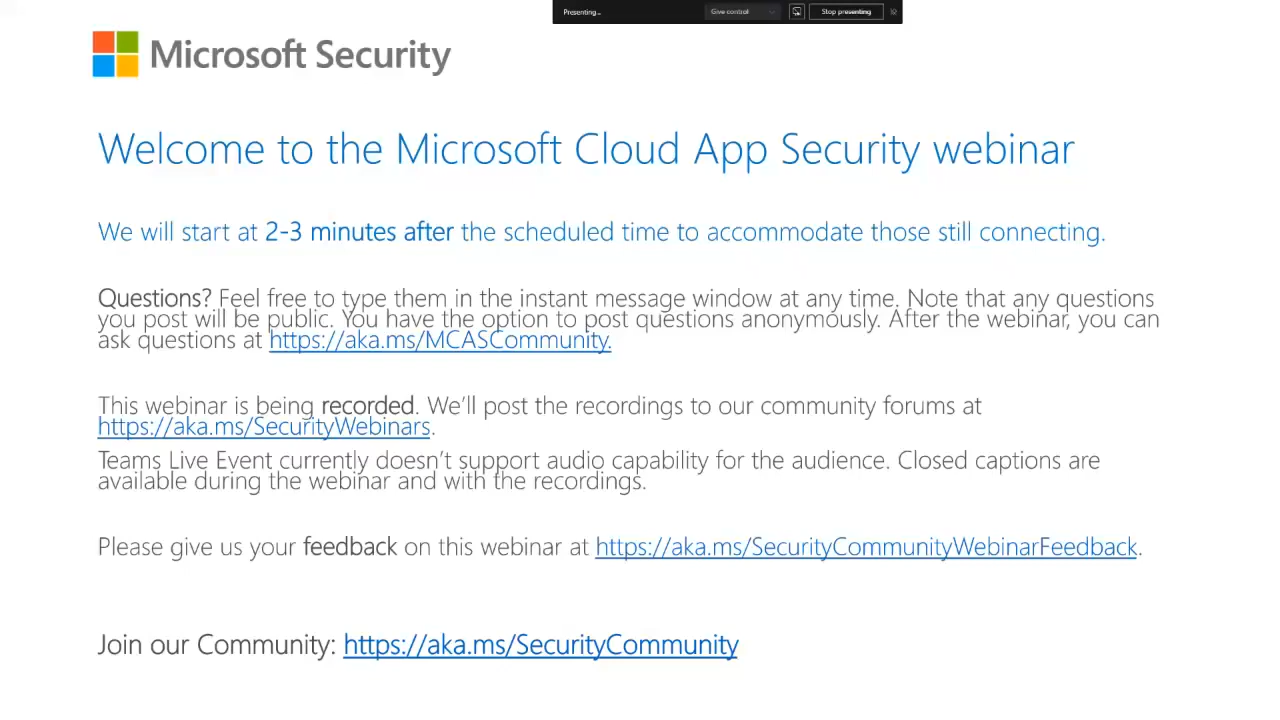 Presenting...
Give control
Stop presenting
Microsoft Security
Welcome to the Microsoft Cloud App Security webinar
We will start at 2-3 minutes after the scheduled time to accommodate those still connecting.
Questions? Feel free to type them in the instant message window at any time. Note that any questions
you post will be public. You have the option to post questions anonymously. After the webinar, you can
ask questions at https://aka.ms/MCASCommunity.
This webinar is being recorded. We'll post the recordings to our community forums at
https://aka.ms/SecurityWebinars.
Teams Live Event currently doesn't support audio capability for the audience. Closed captions are
available during the webinar and with the recordings.
Please give us your feedback on this webinar at https://aka.ms/SecurityCommunityWebinarFeedback.
Join our Community: https://aka.ms/SecurityCommunity